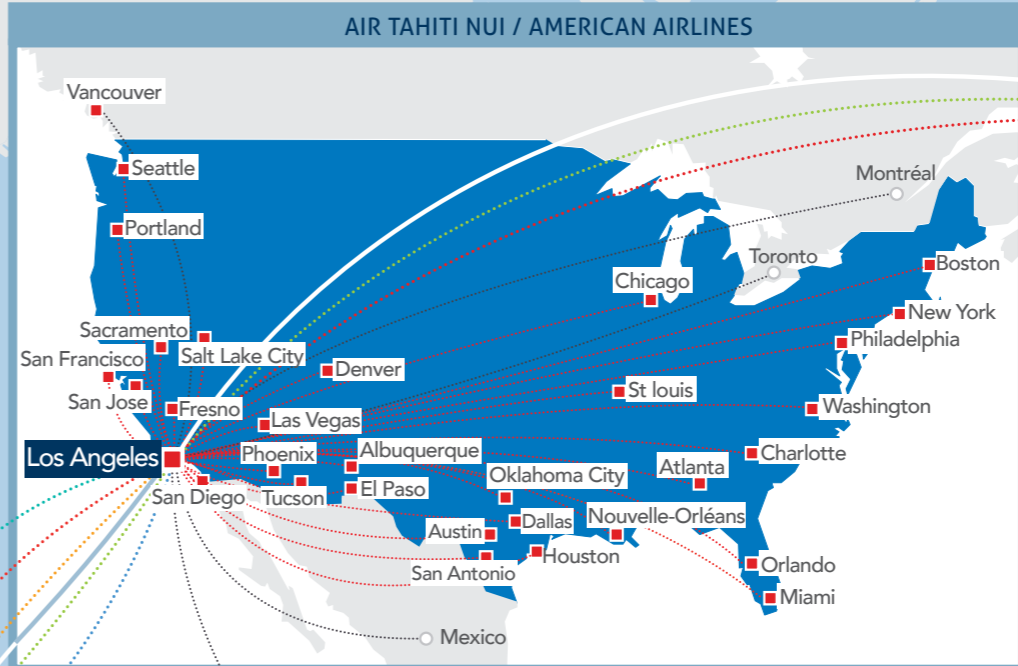 AIR TAHITI NUI / AMERICAN AIRLINES
Vancouver
Seattle
Montréal
Portland
Toronto
Boston
Chicago
New York
Sacramento
Philadelphia
San Francisco
Salt Lake City
Denver
St louis
San Jose
Fresno
Washington
Las Vegas
Los Angeles
Phoenix
Albuquerque
Charlotte
Atlanta
Oklahoma City
San Diego
Tucson
El Paso
Nouvelle-Orléans
Dallas
Austin
Houston
Orlando
San Antonio
Miami
Mexico